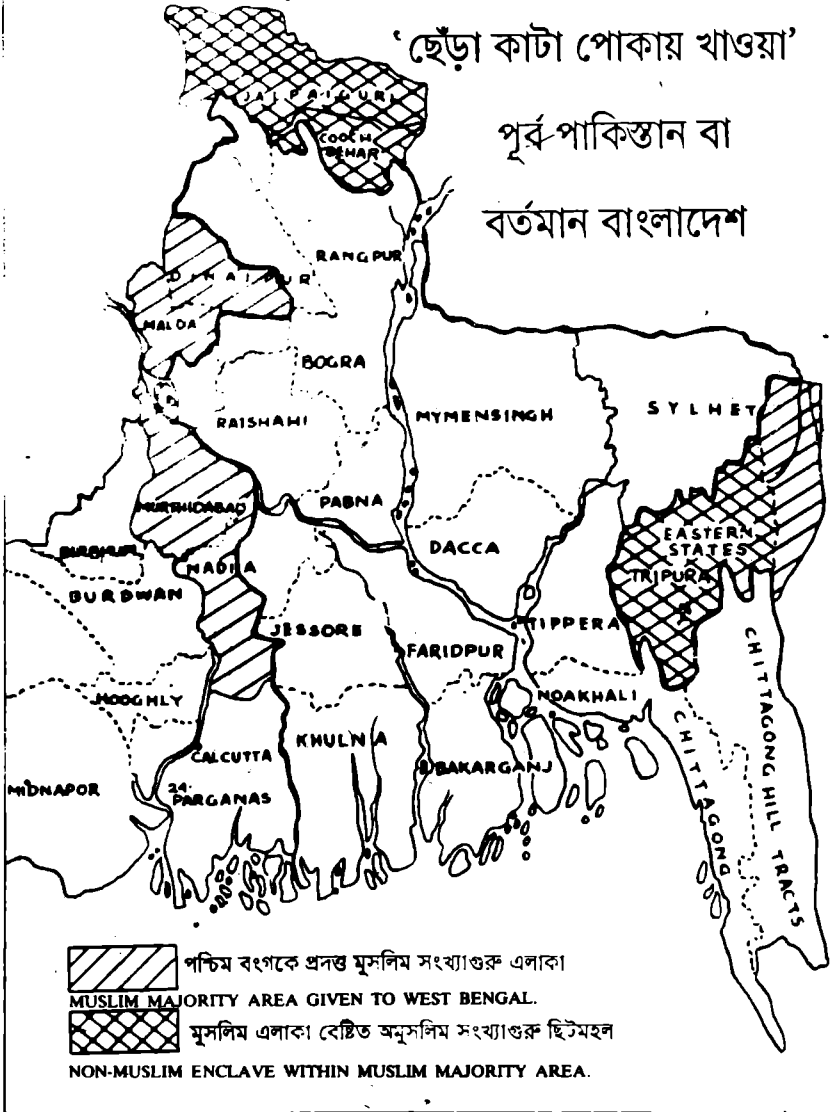 ‘ছেঁড়া কাটা পোকায় খাওয়া’
পূর্ব পাকিস্তান বা
বর্তমান বাংলাদেশ
JALPAIGURI
COOCH
BEHAR
RANGPUR
DINAJPUR
MALDA
BOGRA
RAJSHAHI
MYMENSINGH
SYLHET
MURSHIDABAD
PABNA
DACCA
EASTERN
STATES
TRIPURA
BIRBHUM
NADIA
BURDWAN
JESSORE
FARIDPUR
TIPPERA
HOOGHLY
NOAKHALI
CHITTAGONG HILL TRACTS
CHITTAGONG
KHULNA
CALCUTTA
BAKARGANJ
MIDNAPOR
24-
PARGANAS
পশ্চিম বংগকে প্রদত্ত মুসলিম সংখ্যাগুরু এলাকা
MUSLIM MAJORITY AREA GIVEN TO WEST BENGAL.
মুসলিম এলাকা বেষ্টিত অমুসলিম সংখ্যাগুরু ছিটমহল
NON-MUSLIM ENCLAVE WITHIN MUSLIM MAJORITY AREA.